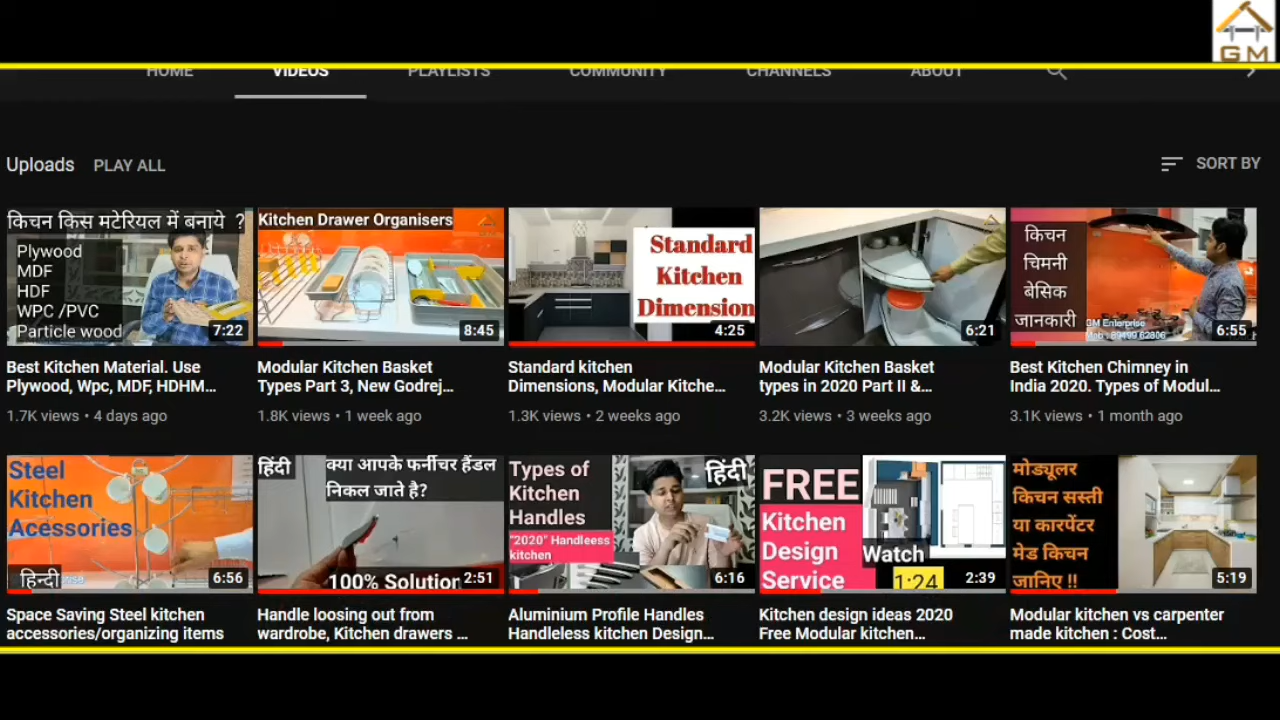 GM
HOME VIDEOS PLAYLISTS COMMUNITY CHANNELS ABOUT
Uploads PLAY ALL SORT BY
किचन किस मटेरियल में बनाये ?
Plywood
MDF
HDF
WPC /PVC
Particle wood
7:22
Kitchen Drawer Organisers
8:45
Standard
Kitchen
Dimension
4:25
6:21
किचन
चिमनी
बेसिक
जानकारी
GM Enterprise
Mob : 89499 62806
6:55
Best Kitchen Material. Use
Plywood, Wpc, MDF, HDHM...
1.7K views • 4 days ago
Modular Kitchen Basket
Types Part 3, New Godrej...
1.8K views • 1 week ago
Standard kitchen
Dimensions, Modular Kitche...
1.3K views • 2 weeks ago
Modular Kitchen Basket
types in 2020 Part II &...
3.2K views • 3 weeks ago
Best Kitchen Chimney in
India 2020. Types of Modul...
3.1K views • 1 month ago
Steel
Kitchen
Acessories
हिन्दी
6:56
हिंदी
क्या आपके फर्नीचर हैंडल
निकल जाते है?
100% Solution
2:51
Types of
Kitchen
Handles
"2020" Handleess
kitchen
हिंदी
6:16
FREE
Kitchen
Design
Service
Watch
1:24
2:39
मोड्यूलर
किचन सस्ती
या कारपेंटर
मेड किचन
जानिए !!
5:19
Space Saving Steel kitchen
accessories/organizing items
Handle loosing out from
wardrobe, Kitchen drawers ...
Aluminium Profile Handles
Handleless kitchen Design...
Kitchen design ideas 2020
Free Modular kitchen...
Modular kitchen vs carpenter
made kitchen : Cost...